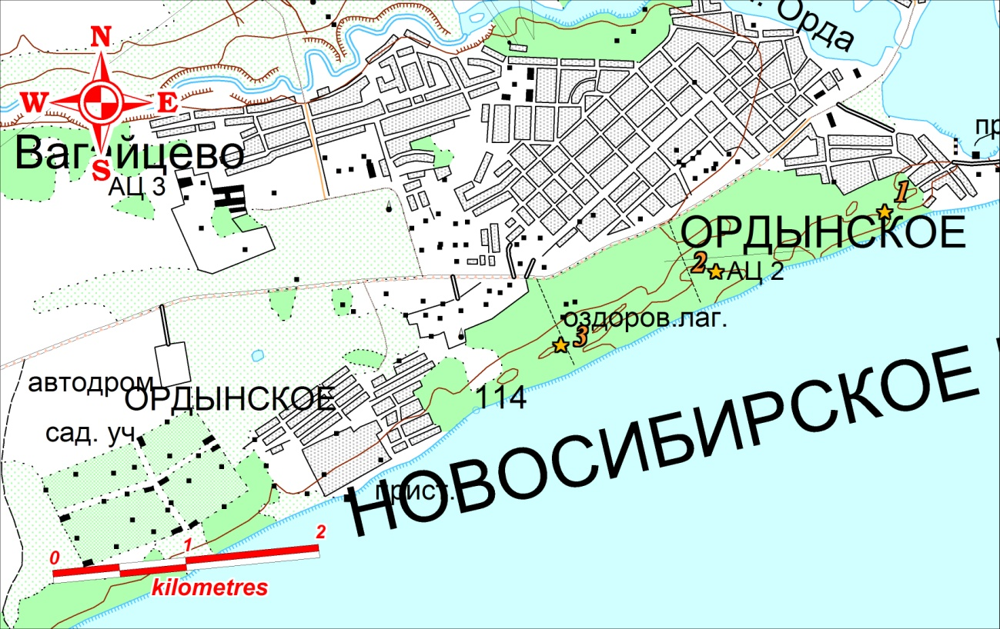 N
W E
S
Вагайцево
АЦ 3
. Орда
пр
1
ОРДЫНСКОЕ
2
АЦ 2
оздоров.лаг.
3
автодром
ОРДЫНСКОЕ
114
сад. уч.
НОВОСИБИРСКОЕ
прист.
0 1 2
kilometres